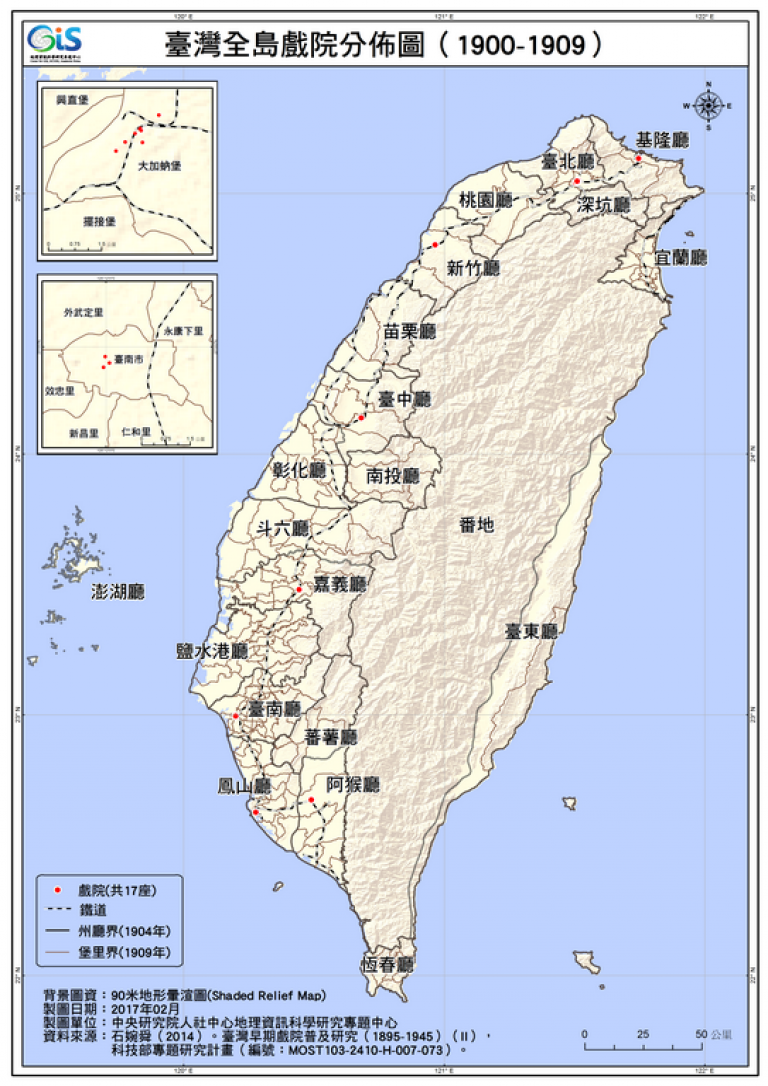 120° E
121° E
122° E
GiS
臺灣全島戲院分佈圖（1900-1909）
N
W
E
S
興直堡
大加蚋堡
擺接堡
0 0.75 1.5 公里
外武定里
永康下里
臺南市
效忠里
新昌里
仁和里
0 0.75 1.5 公里
基隆廳
臺北廳
桃園廳
深坑廳
新竹廳
宜蘭廳
苗栗廳
臺中廳
彰化廳
南投廳
斗六廳
番地
嘉義廳
澎湖廳
臺東廳
鹽水港廳
臺南廳
蕃薯廳
鳳山廳
阿猴廳
恆春廳
25° N
25° N
24° N
24° N
23° N
23° N
22° N
22° N
戲院(共17座)
鐵道
州廳界(1904年)
堡里界(1909年)
背景圖資：90米地形暈渲圖(Shaded Relief Map)
製圖日期：2017年02月
製圖單位：中央研究院人社中心地理資訊科學研究專題中心
資料來源：石婉舜（2014）。臺灣早期戲院普及研究（1895-1945）（II），
科技部專題研究計畫（編號：MOST103-2410-H-007-073）。
0 25 50 公里
120° E
121° E
122° E